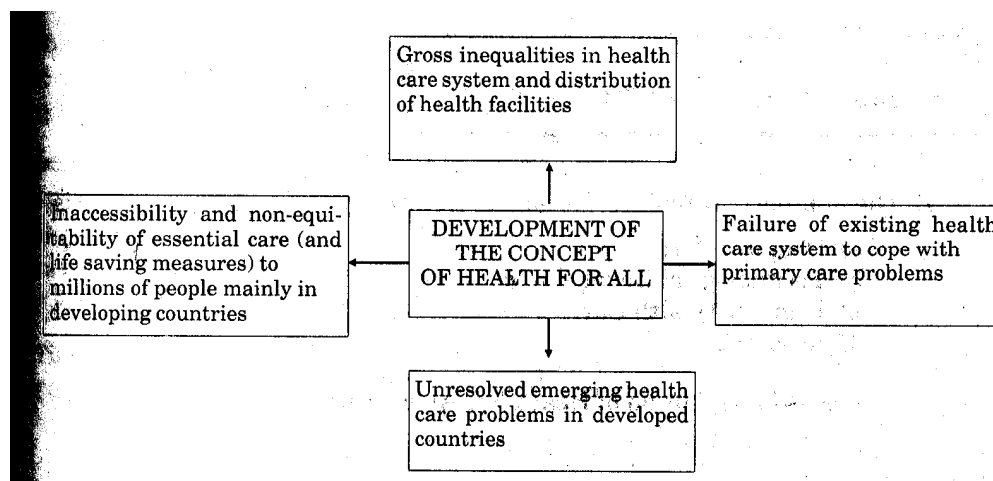 Gross inequalities in health
care system and distribution
of health facilities
Inaccessibility and non-equi-
tability of essential care (and
life saving measures) to
millions of people mainly in
developing countries
DEVELOPMENT OF
THE CONCEPT
OF HEALTH FOR ALL
Failure of existing health
care system to cope with
primary care problems
Unresolved emerging health
care problems in developed
countries